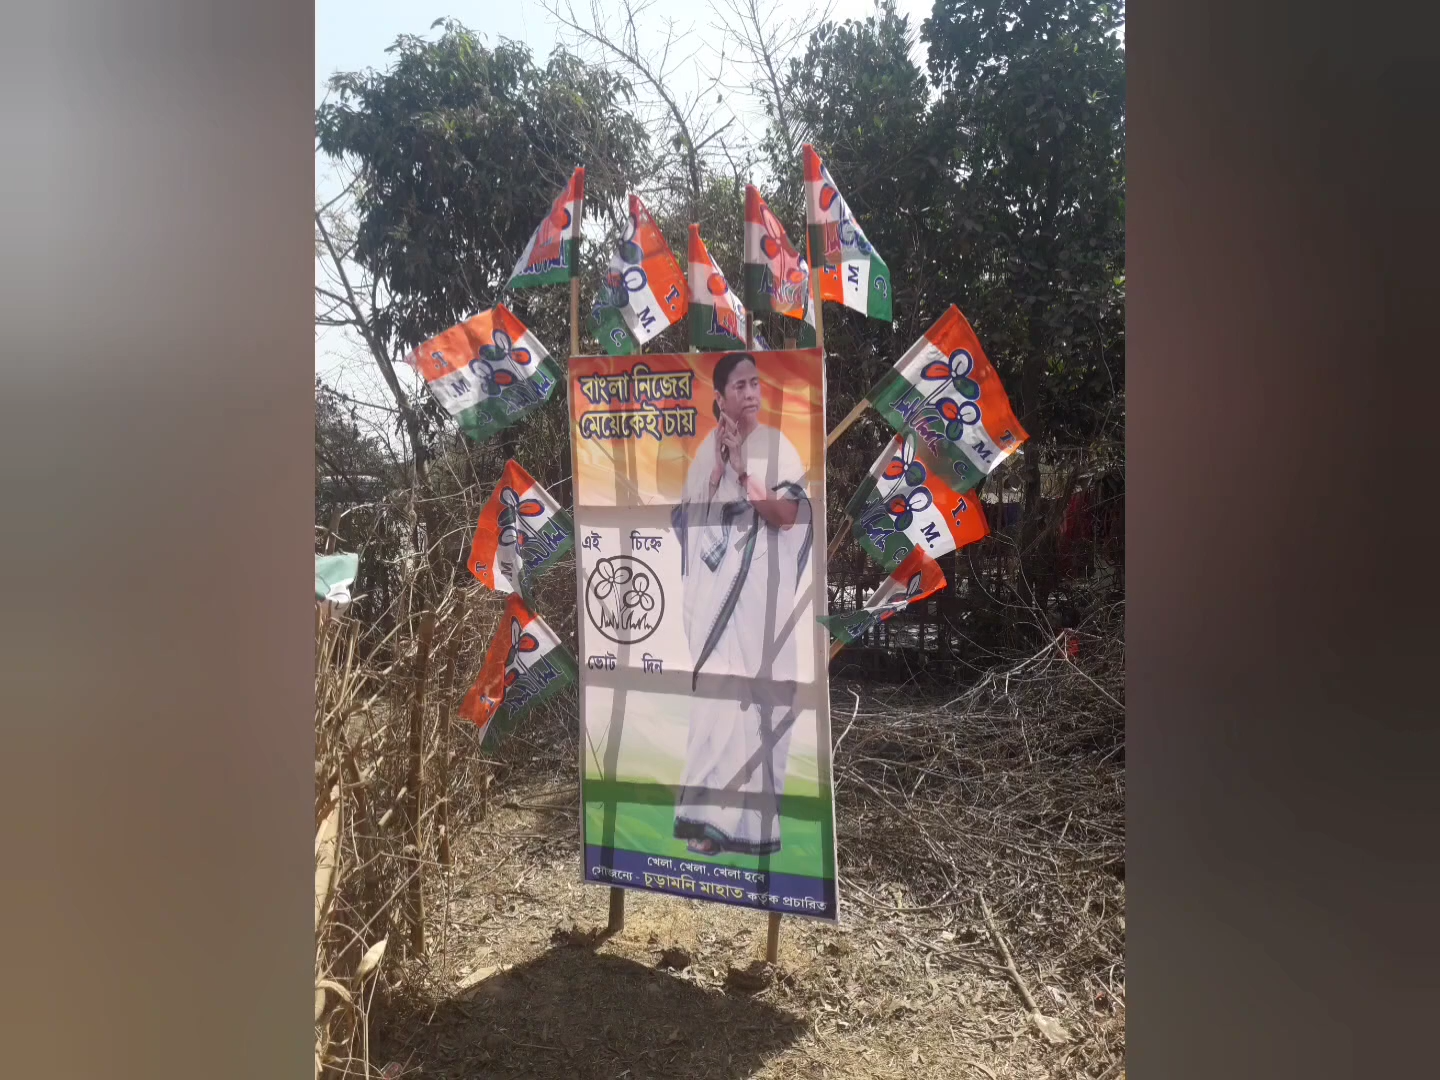 বাংলা নিজের
মেয়েকেই চায়
এই চিহ্নে
ভোট দিন
খেলা, খেলা, খেলা হবে
সৌজন্যে - চূড়ামনি মাহাত কর্তৃক প্রচারিত
T. M. C.
T. M.
T. M. C.
T. M. C.
T. M.
M. C.